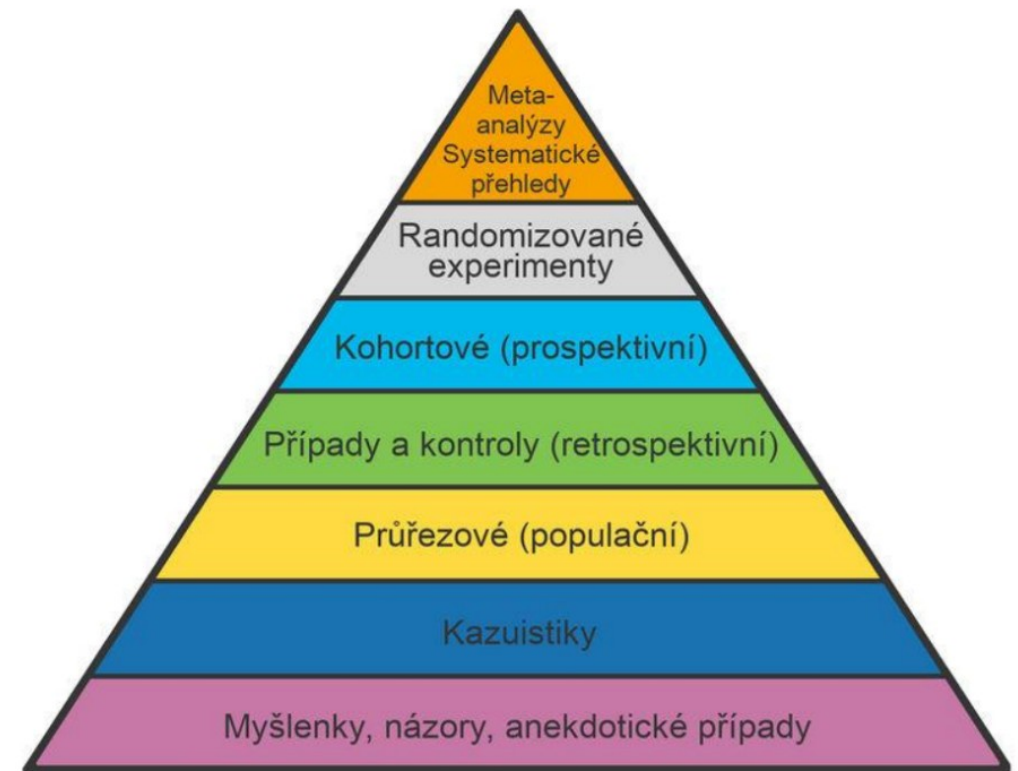 Meta-
analýzy
Systematické
přehledy
Randomizované
experimenty
Kohortové (prospektivní)
Případy a kontroly (retrospektivní)
Průřezové (populační)
Kazuistiky
Myšlenky, názory, anekdotické případy